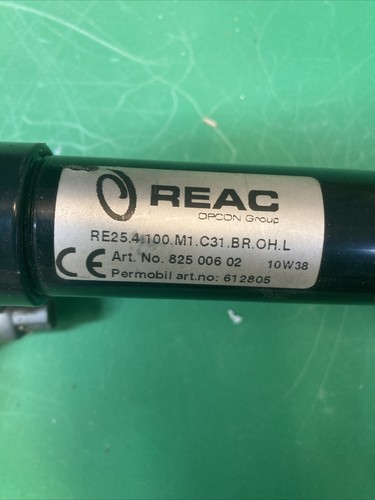 REAC
OPCON Group
RE25.4.100.M1.C31.BR.OH.L
CE Art. No. 825 006 02 10W38
Permobil art.no: 612805